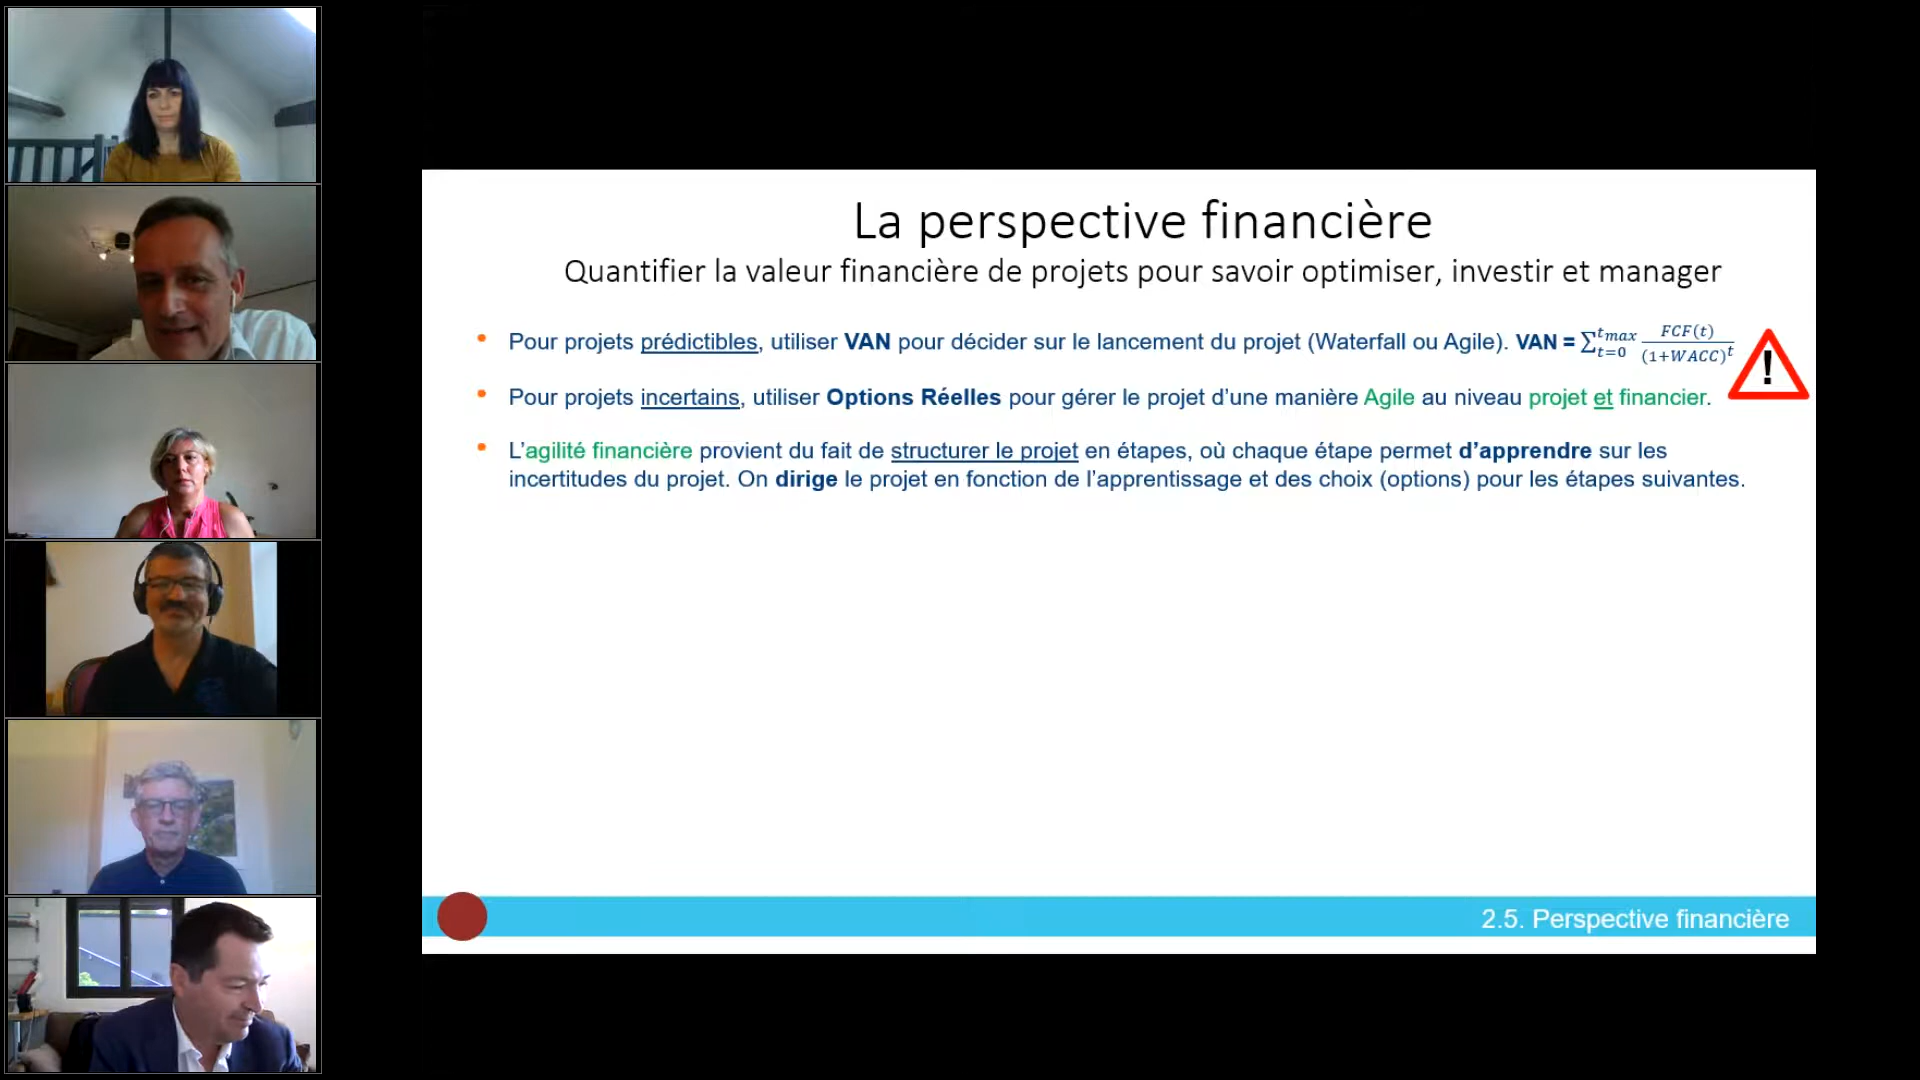 La perspective financière
Quantifier la valeur financière de projets pour savoir optimiser, investir et manager
• Pour projets prédictibles, utiliser VAN pour décider sur le lancement du projet (Waterfall ou Agile). VAN = ∑_{t=0}^{tmax} FCF(t)/(1+WACC)^t
!
• Pour projets incertains, utiliser Options Réelles pour gérer le projet d’une manière Agile au niveau projet et financier.
• L’agilité financière provient du fait de structurer le projet en étapes, où chaque étape permet d’apprendre sur les
incertitudes du projet. On dirige le projet en fonction de l’apprentissage et des choix (options) pour les étapes suivantes.
2.5. Perspective financière